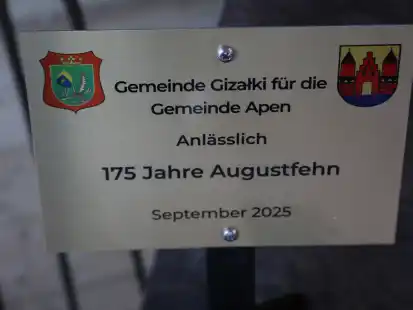 Gemeinde Gizałki für die
Gemeinde Apen
Anlässlich
175 Jahre Augustfehn
September 2025